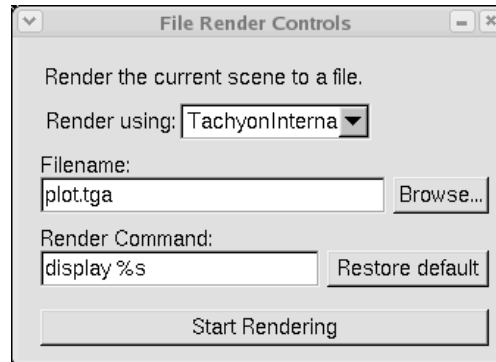 File Render Controls
Render the current scene to a file.
Render using: TachyonInterna
Filename:
plot.tga Browse...
Render Command:
display %s Restore default
Start Rendering